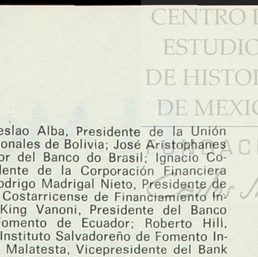 CENTRO
ESTUDIO
DE HISTO
DE MEXIC
eslao Alba, Presidente de la Unión
onales de Bolivia; José Aristophanes
or del Banco do Brasil; Ignacio Co-
dente de la Corporación Financiera
odrigo Madrigal Nieto, Presidente de
Costarricense de Financiamiento In-
King Vanoni, Presidente del Banco
Fomento de Ecuador; Roberto Hill,
Instituto Salvadoreño de Fomento In-
Malatesta, Vicepresidente del Bank